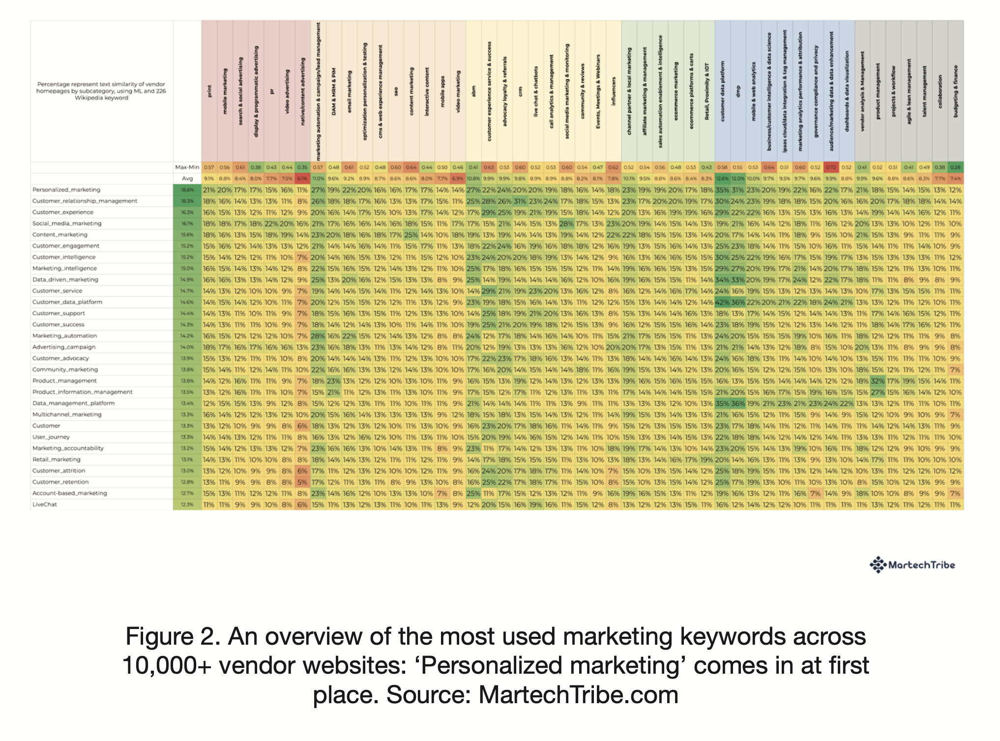 Percentage represent text similarity of vendor
homepages by subcategory, using ML and 226
Wikipedia keyword
print
mobile marketing
search & social advertising
display & programmatic advertising
pr
video advertising
native/content advertising
marketing automation & campaign/lead management
DAM & MRM & PIM
email marketing
optimization personalization & testing
cms & web experience management
seo
content marketing
interactive content
mobile apps
video marketing
abm
customer experience service & success
advocacy loyalty & referrals
crm
live chat & chatbots
call analytics & management
social media marketing & monitoring
community & reviews
Events, Meetings & Webinars
influencers
channel partner & local marketing
affiliate marketing & management
sales automation enablement & intelligence
ecommerce marketing
ecommerce platforms & carts
Retail, Proximity & IOT
customer data platform
dmp
mobile & web analytics
business/customer intelligence & data science
ipaas cloud/data integration & tag management
marketing analytics performance & attribution
governance compliance and privacy
audience/marketing data & data enhancement
dashboards & data visualization
vendor analysis & Management
product management
projects & workflow
agile & lean management
talent management
collaboration
budgeting & finance
Max-Min 0.57 0.56 0.61 0.38 0.43 0.44 0.35 0.57 0.48 0.61 0.52 0.48 0.60 0.64 0.44 0.50 0.46 0.41 0.63 0.53 0.60 0.52 0.53 0.60 0.54 0.47 0.62 0.52 0.54 0.56 0.48 0.53 0.43 0.58 0.55 0.53 0.64 0.51 0.60 0.52 0.72 0.52 0.41 0.52 0.51 0.41 0.49 0.38 0.28
Avg 9.1% 8.8% 8.4% 8.0% 7.7% 7.5% 6.1% 11.0% 9.6% 9.2% 8.9% 8.7% 8.6% 8.6% 8.0% 7.7% 6.9% 10.8% 9.9% 9.9% 9.8% 8.9% 8.9% 8.8% 8.2% 8.1% 7.8% 10.1% 9.5% 8.8% 8.6% 8.4% 8.3% 12.6% 12.0% 10.0% 9.7% 9.5% 9.7% 9.6% 9.9% 8.8% 9.9% 9.6% 8.8% 8.6% 8.3% 7.7% 7.4%
Personalized_marketing 18.6% 21% 20% 17% 17% 15% 16% 11% 27% 19% 22% 20% 16% 16% 17% 17% 14% 14% 27% 22% 24% 20% 20% 19% 18% 16% 14% 18% 23% 19% 19% 20% 17% 18% 35% 31% 23% 20% 19% 22% 16% 22% 17% 21% 18% 15% 14% 15% 13% 12%
Customer_relationship_management 18.3% 18% 16% 14% 13% 13% 11% 8% 26% 18% 18% 17% 16% 13% 13% 17% 15% 11% 25% 28% 26% 31% 23% 24% 17% 18% 15% 13% 23% 17% 20% 20% 19% 17% 30% 24% 23% 19% 18% 18% 15% 20% 16% 16% 20% 17% 18% 18% 14% 14%
Customer_experience 16.3% 16% 15% 13% 12% 11% 12% 9% 20% 16% 14% 17% 15% 10% 13% 17% 14% 12% 17% 29% 25% 19% 21% 19% 15% 18% 14% 12% 20% 13% 16% 19% 19% 16% 29% 22% 22% 16% 13% 15% 13% 16% 13% 14% 19% 14% 14% 16% 12% 11%
Social_media_marketing 16.1% 18% 18% 17% 18% 22% 20% 16% 21% 17% 16% 16% 14% 16% 18% 15% 11% 17% 17% 15% 21% 14% 15% 13% 28% 17% 13% 23% 20% 19% 14% 15% 14% 13% 19% 21% 16% 14% 12% 18% 11% 16% 12% 20% 13% 13% 10% 12% 11% 10%
Content_marketing 15.6% 18% 16% 13% 15% 18% 19% 14% 23% 20% 18% 16% 18% 17% 25% 14% 10% 18% 19% 13% 19% 14% 14% 13% 19% 14% 12% 22% 22% 18% 15% 15% 14% 13% 20% 17% 14% 14% 11% 18% 9% 15% 10% 21% 15% 13% 9% 11% 11% 9%
Customer_engagement 15.2% 15% 16% 12% 14% 13% 13% 12% 21% 14% 14% 16% 14% 11% 15% 17% 11% 13% 18% 22% 24% 16% 19% 16% 18% 18% 12% 16% 19% 13% 15% 16% 14% 13% 25% 23% 18% 14% 11% 15% 10% 16% 11% 15% 14% 11% 11% 14% 10% 9%
Customer_intelligence 15.2% 15% 14% 12% 12% 11% 10% 7% 20% 14% 16% 15% 13% 12% 11% 15% 12% 10% 23% 24% 20% 20% 18% 19% 13% 14% 12% 9% 16% 13% 16% 16% 15% 15% 30% 25% 22% 19% 16% 17% 15% 19% 17% 13% 15% 13% 13% 13% 11% 12%
Marketing_intelligence 15.0% 16% 15% 14% 13% 14% 12% 8% 22% 15% 16% 15% 12% 14% 13% 12% 11% 10% 25% 17% 18% 16% 15% 15% 15% 12% 11% 14% 19% 16% 16% 15% 13% 15% 29% 27% 20% 19% 17% 21% 14% 20% 17% 18% 15% 12% 11% 13% 10% 11%
Data_driven_marketing 14.9% 16% 16% 13% 13% 14% 12% 9% 25% 13% 20% 16% 12% 15% 13% 13% 8% 9% 25% 14% 19% 14% 14% 14% 16% 12% 10% 16% 19% 16% 15% 15% 11% 14% 34% 33% 20% 19% 17% 24% 12% 22% 17% 18% 11% 11% 8% 9% 8% 9%
Customer_service 14.7% 14% 13% 12% 10% 10% 9% 7% 19% 14% 14% 15% 14% 11% 12% 14% 13% 10% 14% 29% 21% 19% 23% 20% 13% 16% 12% 8% 16% 12% 14% 16% 17% 14% 24% 16% 19% 15% 13% 12% 13% 14% 13% 10% 17% 13% 15% 15% 11% 11%
Customer_data_platform 14.6% 14% 15% 14% 12% 10% 11% 7% 20% 12% 15% 15% 12% 12% 10% 13% 12% 9% 23% 19% 18% 15% 16% 14% 13% 11% 12% 12% 15% 13% 14% 14% 12% 14% 42% 36% 22% 20% 21% 22% 18% 24% 21% 13% 13% 12% 11% 12% 10% 11%
Customer_support 14.4% 14% 13% 11% 10% 11% 9% 7% 18% 15% 16% 13% 15% 11% 12% 13% 13% 10% 14% 25% 18% 19% 21% 20% 13% 16% 13% 8% 15% 13% 14% 14% 16% 13% 18% 13% 17% 14% 15% 12% 14% 14% 13% 11% 17% 14% 16% 15% 12% 11%
Customer_success 14.3% 14% 13% 11% 11% 10% 9% 7% 18% 14% 12% 14% 13% 10% 11% 14% 11% 10% 19% 25% 21% 20% 19% 18% 12% 15% 13% 9% 16% 12% 15% 15% 16% 14% 23% 18% 19% 15% 12% 12% 13% 14% 12% 11% 18% 14% 17% 16% 12% 11%
Marketing_automation 14.2% 16% 15% 12% 12% 12% 10% 7% 28% 16% 22% 15% 12% 14% 13% 12% 8% 8% 24% 12% 17% 18% 14% 16% 14% 10% 11% 15% 21% 17% 15% 15% 11% 13% 24% 20% 15% 15% 15% 19% 10% 16% 11% 18% 12% 12% 11% 11% 9% 8%
Advertising_campaign 14.0% 18% 17% 16% 17% 16% 16% 13% 23% 16% 18% 13% 11% 13% 14% 12% 8% 11% 20% 12% 19% 13% 13% 13% 16% 12% 10% 20% 20% 17% 13% 15% 11% 13% 21% 21% 14% 13% 12% 18% 8% 15% 10% 20% 13% 11% 8% 9% 9% 8%
Customer_advocacy 13.9% 15% 13% 12% 11% 11% 10% 8% 20% 14% 14% 14% 13% 11% 12% 13% 10% 10% 17% 22% 23% 17% 18% 16% 13% 14% 11% 13% 18% 14% 14% 16% 14% 13% 24% 16% 18% 13% 11% 14% 10% 14% 10% 13% 15% 11% 11% 11% 10% 9%
Community_marketing 13.8% 15% 14% 11% 12% 14% 11% 10% 22% 16% 16% 13% 13% 12% 14% 13% 10% 10% 17% 16% 20% 14% 15% 14% 14% 18% 11% 16% 19% 15% 13% 14% 12% 13% 20% 16% 15% 12% 12% 15% 10% 13% 10% 18% 15% 12% 11% 12% 11% 7%
Product_management 13.8% 14% 12% 16% 11% 11% 9% 7% 18% 23% 13% 12% 12% 10% 13% 10% 11% 9% 16% 15% 13% 19% 12% 14% 13% 12% 13% 13% 19% 16% 15% 16% 15% 15% 16% 13% 15% 15% 14% 14% 14% 12% 12% 18% 32% 17% 19% 15% 14% 11%
Product_information_management 13.5% 13% 12% 16% 11% 11% 10% 7% 15% 21% 11% 12% 13% 11% 12% 13% 10% 11% 9% 17% 15% 12% 17% 11% 12% 13% 11% 13% 11% 17% 14% 14% 14% 15% 15% 21% 20% 15% 16% 17% 15% 19% 16% 15% 15% 27% 15% 16% 14% 12% 10%
Data_management_platform 13.4% 12% 15% 15% 13% 9% 12% 8% 15% 12% 12% 13% 11% 11% 10% 11% 11% 9% 21% 14% 14% 14% 11% 11% 13% 9% 11% 11% 13% 13% 13% 12% 10% 13% 35% 36% 19% 21% 23% 21% 23% 24% 22% 13% 13% 12% 11% 11% 10% 11%
Multichannel_marketing 13.3% 16% 14% 12% 12% 13% 12% 10% 20% 15% 16% 14% 13% 13% 13% 13% 9% 12% 18% 15% 18% 13% 15% 14% 13% 12% 11% 14% 19% 15% 13% 14% 13% 13% 21% 16% 15% 12% 11% 15% 9% 14% 9% 15% 12% 10% 9% 10% 9% 7%
Customer 13.3% 13% 12% 10% 9% 9% 8% 6% 18% 13% 12% 13% 12% 10% 11% 13% 10% 9% 16% 23% 20% 17% 18% 16% 11% 14% 11% 9% 15% 12% 13% 15% 15% 13% 23% 17% 18% 14% 11% 12% 11% 14% 11% 11% 14% 12% 14% 13% 11% 9%
User_journey 13.3% 14% 14% 13% 12% 11% 11% 8% 16% 13% 12% 16% 12% 10% 11% 13% 11% 10% 15% 20% 19% 14% 16% 15% 12% 14% 11% 10% 15% 13% 13% 14% 15% 13% 22% 18% 18% 14% 12% 14% 12% 14% 11% 13% 13% 11% 12% 11% 11% 10%
Marketing_accountability 13.2% 15% 14% 12% 13% 13% 12% 7% 23% 16% 16% 13% 10% 14% 13% 11% 8% 9% 23% 11% 17% 14% 12% 13% 13% 11% 10% 18% 19% 17% 14% 13% 10% 14% 23% 20% 15% 14% 13% 19% 10% 16% 11% 18% 12% 12% 9% 10% 9% 9%
Retail_marketing 13.1% 14% 13% 11% 10% 10% 8% 8% 18% 14% 14% 13% 12% 11% 11% 12% 11% 9% 14% 17% 18% 15% 15% 15% 11% 13% 10% 13% 18% 13% 14% 16% 17% 19% 20% 14% 16% 13% 11% 13% 9% 13% 10% 14% 17% 11% 11% 10% 10% 10%
Customer_attrition 13.0% 13% 12% 10% 9% 9% 8% 6% 17% 11% 12% 13% 12% 10% 10% 12% 11% 9% 16% 24% 20% 17% 18% 17% 11% 14% 10% 7% 15% 10% 13% 15% 14% 12% 25% 18% 19% 15% 11% 13% 12% 14% 12% 10% 13% 11% 12% 12% 10% 12%
Customer_retention 12.8% 13% 11% 9% 9% 8% 8% 5% 17% 12% 11% 13% 11% 8% 9% 13% 10% 8% 16% 25% 22% 17% 18% 17% 11% 15% 10% 8% 15% 10% 13% 15% 14% 12% 25% 17% 19% 13% 10% 11% 10% 13% 10% 8% 15% 10% 12% 13% 9% 9%
Account-based_marketing 12.7% 15% 13% 11% 12% 12% 11% 8% 23% 14% 16% 12% 10% 13% 13% 10% 7% 8% 25% 11% 17% 15% 12% 13% 12% 11% 9% 16% 19% 16% 15% 13% 11% 12% 19% 16% 13% 12% 11% 16% 7% 14% 9% 18% 10% 10% 8% 9% 9% 7%
LiveChat 12.3% 11% 11% 9% 9% 10% 8% 6% 15% 11% 13% 12% 13% 11% 10% 11% 13% 9% 12% 20% 15% 16% 19% 16% 11% 15% 12% 8% 13% 12% 12% 13% 15% 11% 16% 12% 14% 12% 12% 10% 11% 11% 11% 11% 13% 12% 11% 12% 11% 11%
MartechTribe
Figure 2. An overview of the most used marketing keywords across
10,000+ vendor websites: ‘Personalized marketing’ comes in at first
place. Source: MartechTribe.com